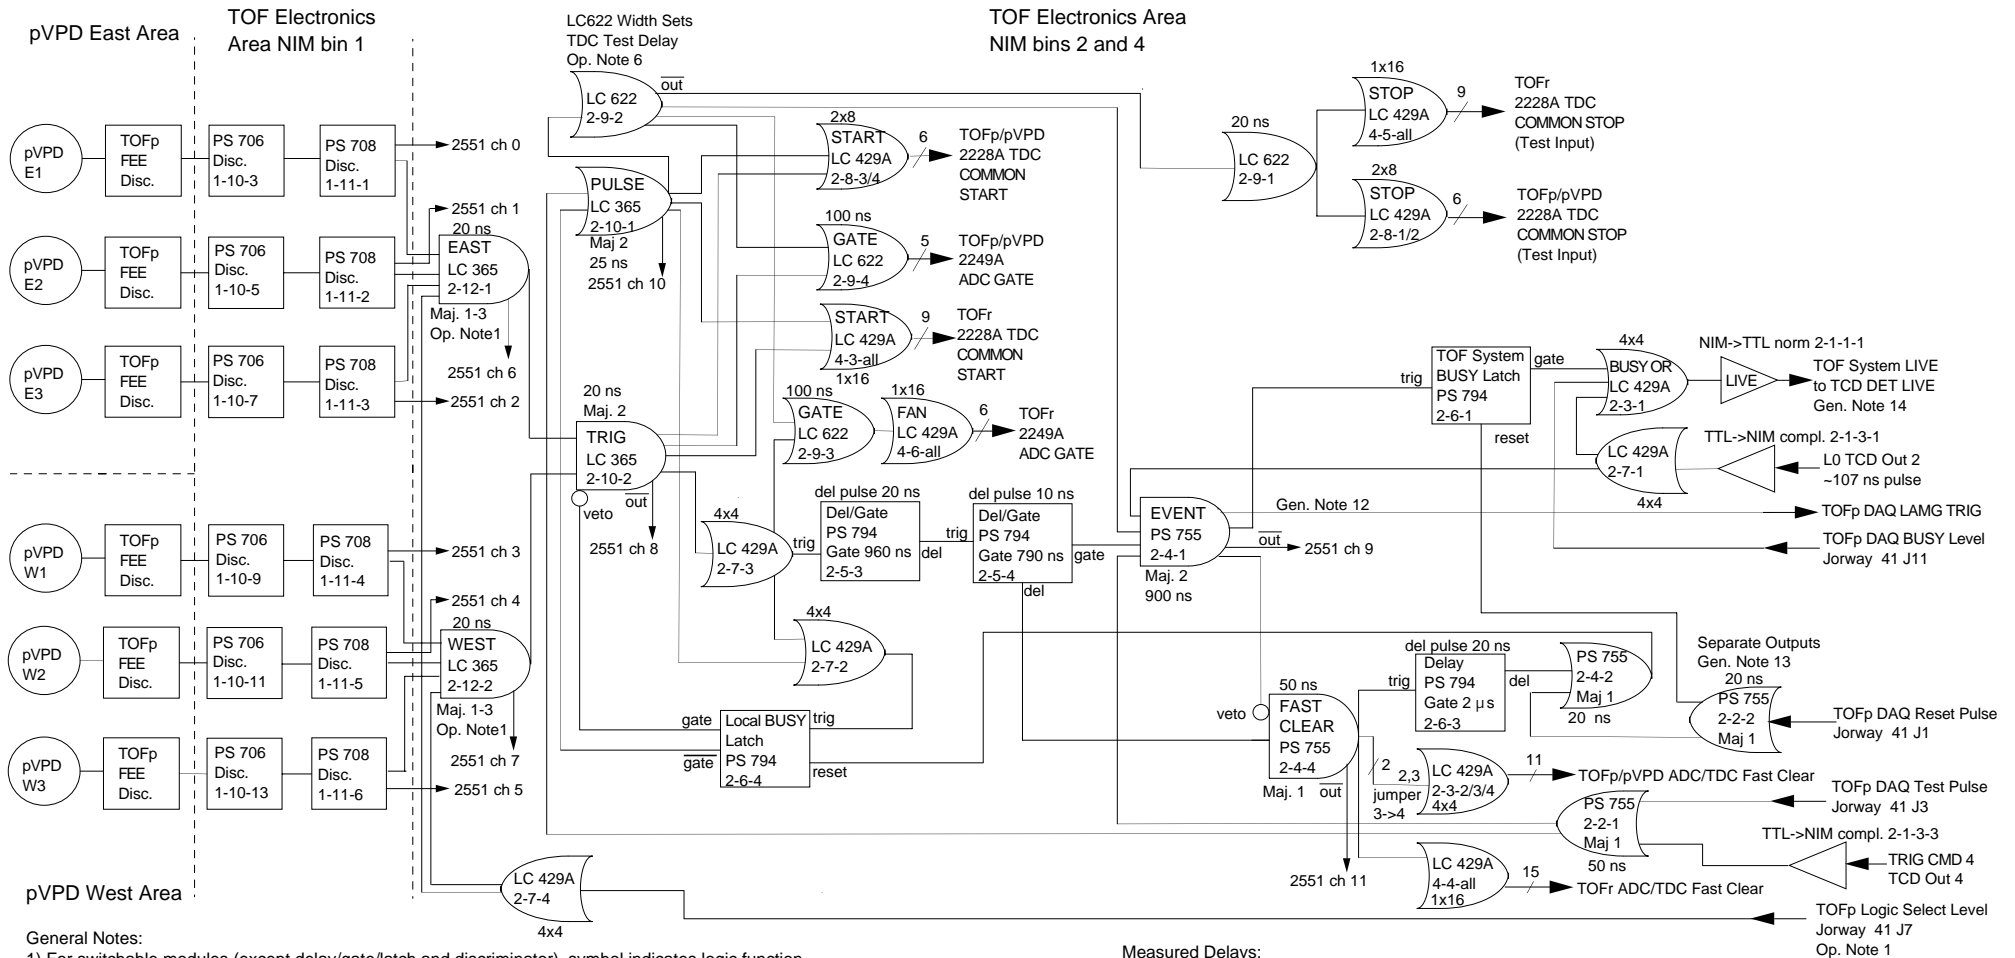 pVPD East Area
TOF Electronics
Area NIM bin 1
LC622 Width Sets
TDC Test Delay
Op. Note 6
TOF Electronics Area
NIM bins 2 and 4
pVPD
E1
TOFp
FEE
Disc.
PS 706
Disc.
1-10-3
PS 708
Disc.
1-11-1
2551 ch 0
pVPD
E2
TOFp
FEE
Disc.
PS 706
Disc.
1-10-5
PS 708
Disc.
1-11-2
2551 ch 1
20 ns
EAST
LC 365
2-12-1
Maj. 1-3
Op. Note1
2551 ch 6
pVPD
E3
TOFp
FEE
Disc.
PS 706
Disc.
1-10-7
PS 708
Disc.
1-11-3
2551 ch 2
pVPD
W1
TOFp
FEE
Disc.
PS 706
Disc.
1-10-9
PS 708
Disc.
1-11-4
2551 ch 3
2551 ch 4
20 ns
WEST
LC 365
2-12-2
Maj. 1-3
Op. Note1
2551 ch 7
pVPD
W2
TOFp
FEE
Disc.
PS 706
Disc.
1-10-11
PS 708
Disc.
1-11-5
pVPD
W3
TOFp
FEE
Disc.
PS 706
Disc.
1-10-13
PS 708
Disc.
1-11-6
2551 ch 5
pVPD West Area
LC 429A
2-7-4
4x4
LC 622
2-9-2
out
PULSE
LC 365
2-10-1
Maj 2
25 ns
2551 ch 10
20 ns
Maj. 2
TRIG
LC 365
2-10-2
out
veto
2551 ch 8
2x8
START
LC 429A
2-8-3/4
6
TOFp/pVPD
2228A TDC
COMMON
START
100 ns
GATE
LC 622
2-9-4
5
TOFp/pVPD
2249A
ADC GATE
START
LC 429A
4-3-all
1x16
9
TOFr
2228A TDC
COMMON
START
100 ns
GATE
LC 622
2-9-3
1x16
FAN
LC 429A
4-6-all
6
TOFr
2249A
ADC GATE
4x4
LC 429A
2-7-3
trig
del pulse 20 ns
Del/Gate
PS 794
Gate 960 ns
2-5-3
del
trig
del pulse 10 ns
Del/Gate
PS 794
Gate 790 ns
2-5-4
gate
del
4x4
LC 429A
2-7-2
gate
gate
Local BUSY
Latch
PS 794
2-6-4
trig
reset
EVENT
PS 755
2-4-1
Maj. 2
900 ns
out
2551 ch 9
Gen. Note 12
20 ns
LC 622
2-9-1
1x16
STOP
LC 429A
4-5-all
9
TOFr
2228A TDC
COMMON STOP
(Test Input)
2x8
STOP
LC 429A
2-8-1/2
6
TOFp/pVPD
2228A TDC
COMMON STOP
(Test Input)
trig
TOF System
BUSY Latch
PS 794
2-6-1
gate
reset
4x4
BUSY OR
LC 429A
2-3-1
NIM->TTL norm 2-1-1-1
LIVE
TOF System LIVE
to TCD DET LIVE
Gen. Note 14
LC 429A
2-7-1
4x4
TTL->NIM compl. 2-1-3-1
L0 TCD Out 2
~107 ns pulse
TOFp DAQ LAMG TRIG
TOFp DAQ BUSY Level
Jorway 41 J11
50 ns
veto
FAST
CLEAR
PS 755
2-4-4
Maj. 1
out
2551 ch 11
del pulse 20 ns
trig
Delay
PS 794
Gate 2 µs
2-6-3
del
PS 755
2-4-2
Maj 1
20 ns
Separate Outputs
Gen. Note 13
20 ns
PS 755
2-2-2
Maj 1
TOFp DAQ Reset Pulse
Jorway 41 J1
2
2,3
jumper
3->4
LC 429A
2-3-2/3/4
4x4
11
TOFp/pVPD ADC/TDC Fast Clear
PS 755
2-2-1
Maj 1
50 ns
TOFp DAQ Test Pulse
Jorway 41 J3
TTL->NIM compl. 2-1-3-3
TRIG CMD 4
TCD Out 4
LC 429A
4-4-all
1x16
15
TOFr ADC/TDC Fast Clear
TOFp Logic Select Level
Jorway 41 J7
Op. Note 1
General Notes:
1) For switchable modules (except delay/gate/latch and discriminator), symbol indicates logic function
Measured Delays: